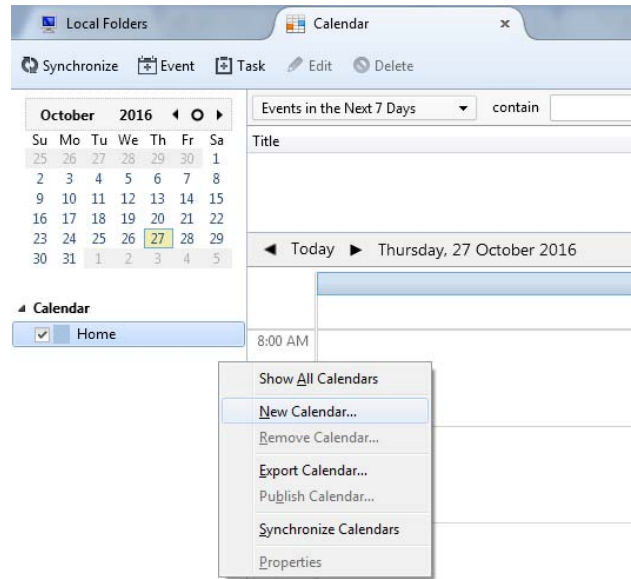 Local Folders
Calendar
×
Synchronize Event Task Edit Delete
October 2016
Su Mo Tu We Th Fr Sa
25 26 27 28 29 30 1
2 3 4 5 6 7 8
9 10 11 12 13 14 15
16 17 18 19 20 21 22
23 24 25 26 27 28 29
30 31 1 2 3 4 5
Calendar
Home
Events in the Next 7 Days contain
Title
Today Thursday, 27 October 2016
8:00 AM
Show All Calendars
New Calendar...
Remove Calendar...
Export Calendar...
Publish Calendar...
Synchronize Calendars
Properties